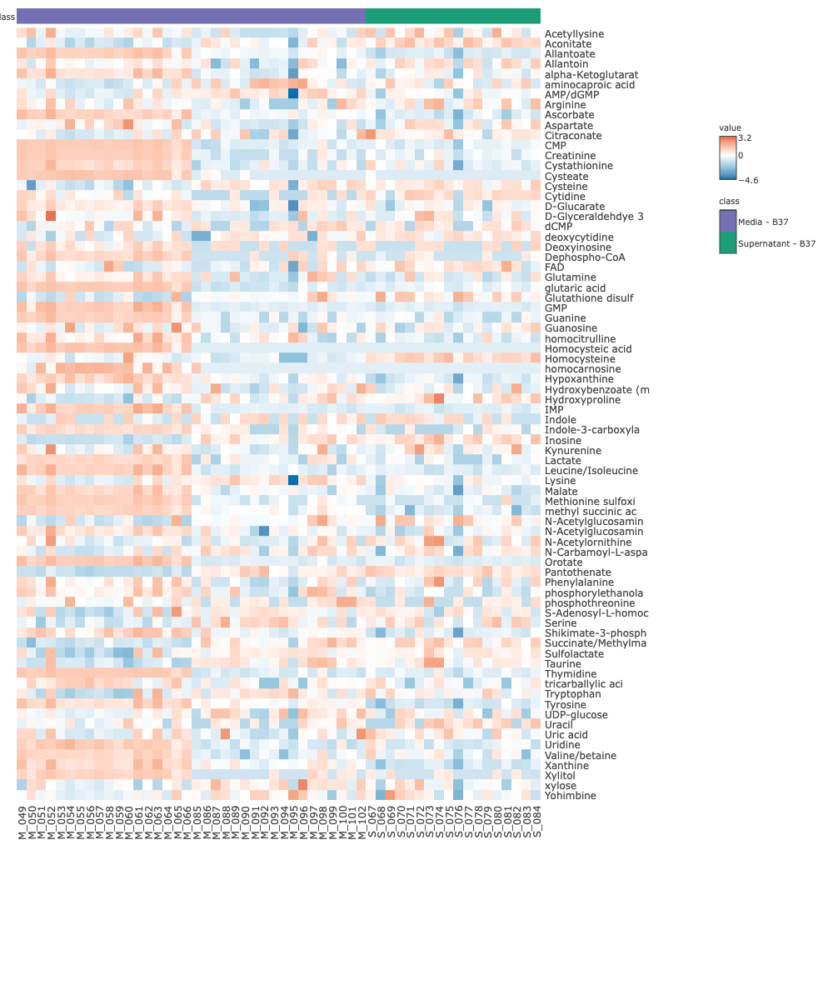 lass
Acetyllysine
Aconitate
Allantoate
Allantoin
alpha-Ketoglutarat
aminocaproic acid
AMP/dGMP
Arginine
Ascorbate
Aspartate
Citraconate
CMP
Creatinine
Cystathionine
Cysteate
Cysteine
Cytidine
D-Glucarate
D-Glyceraldehdye 3
dCMP
deoxycytidine
Deoxyinosine
Dephospho-CoA
FAD
Glutamine
glutaric acid
Glutathione disulf
GMP
Guanine
Guanosine
homocitrulline
Homocysteic acid
Homocysteine
homocarnosine
Hypoxanthine
Hydroxybenzoate (m
Hydroxyproline
IMP
Indole
Indole-3-carboxyla
Inosine
Kynurenine
Lactate
Leucine/Isoleucine
Lysine
Malate
Methionine sulfoxi
methyl succinic ac
N-Acetylglucosamin
N-Acetylglucosamin
N-Acetylornithine
N-Carbamoyl-L-aspa
Orotate
Pantothenate
Phenylalanine
phosphorylethanola
phosphothreonine
S-Adenosyl-L-homoc
Serine
Shikimate-3-phosph
Succinate/Methylma
Sulfolactate
Taurine
Thymidine
tricarballylic aci
Tryptophan
Tyrosine
UDP-glucose
Uracil
Uric acid
Uridine
Valine/betaine
Xanthine
Xylitol
xylose
Yohimbine
M_049
M_050
M_051
M_052
M_053
M_054
M_055
M_056
M_057
M_058
M_059
M_060
M_061
M_062
M_063
M_064
M_065
M_066
M_085
M_086
M_087
M_088
M_089
M_090
M_091
M_092
M_093
M_094
M_095
M_096
M_097
M_098
M_099
M_100
M_101
M_102
S_067
S_068
S_069
S_070
S_071
S_072
S_073
S_074
S_075
S_076
S_077
S_078
S_079
S_080
S_081
S_082
S_083
S_084
value
3.2
0
−4.6
class
Media - B37
Supernatant - B37